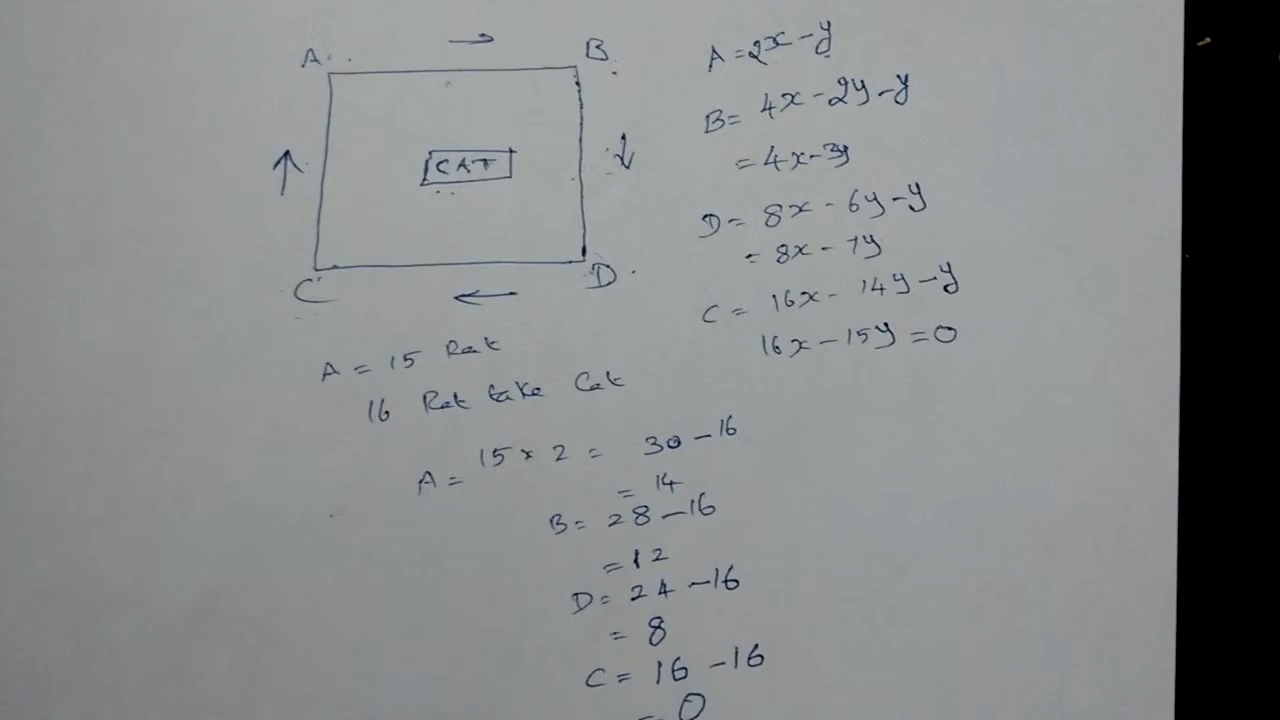 A
B
CAT
C
D
A = 2x - y
B = 4x - 2y - y
= 4x - 3y
D = 8x - 6y - y
= 8x - 7y
C = 16x - 14y - y
16x - 15y = 0
A = 15 Rat
16 Rat take Cat
A = 15 x 2 = 30 - 16
= 14
B = 28 - 16
= 12
D = 24 - 16
= 8
C = 16 - 16
= 0